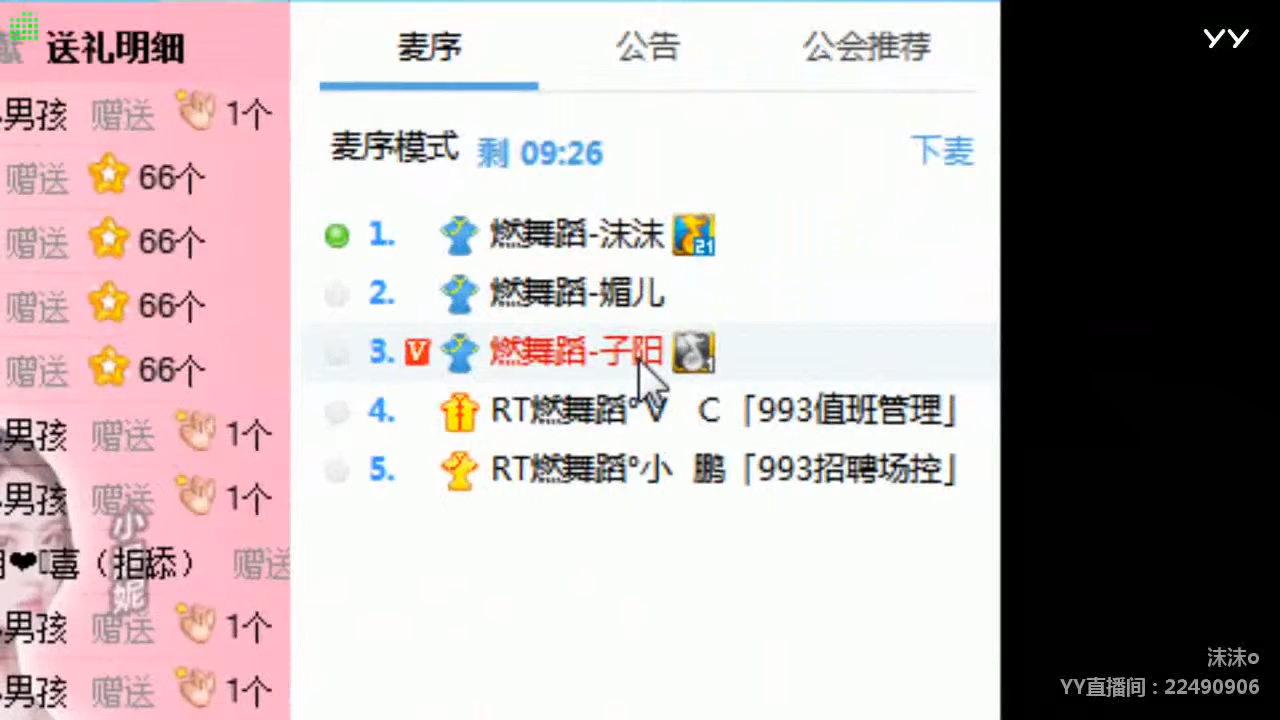 送礼明细
麦序 公告 公会推荐
YY
男孩 赠送 1个
麦序模式 剩 09:26 下麦
赠送 66个
赠送 66个
赠送 66个
赠送 66个
男孩 赠送 1个
男孩 赠送 1个
❤ 喜（拒舔） 赠送
男孩 赠送 1个
男孩 赠送 1个
1. 燃舞蹈-沫沫 21
2. 燃舞蹈-媚儿
3. V 燃舞蹈-子阳 1
4. RT燃舞蹈°V C「993值班管理」
5. RT燃舞蹈°小 鹏「993招聘场控」
沫沫o
YY直播间：22490906